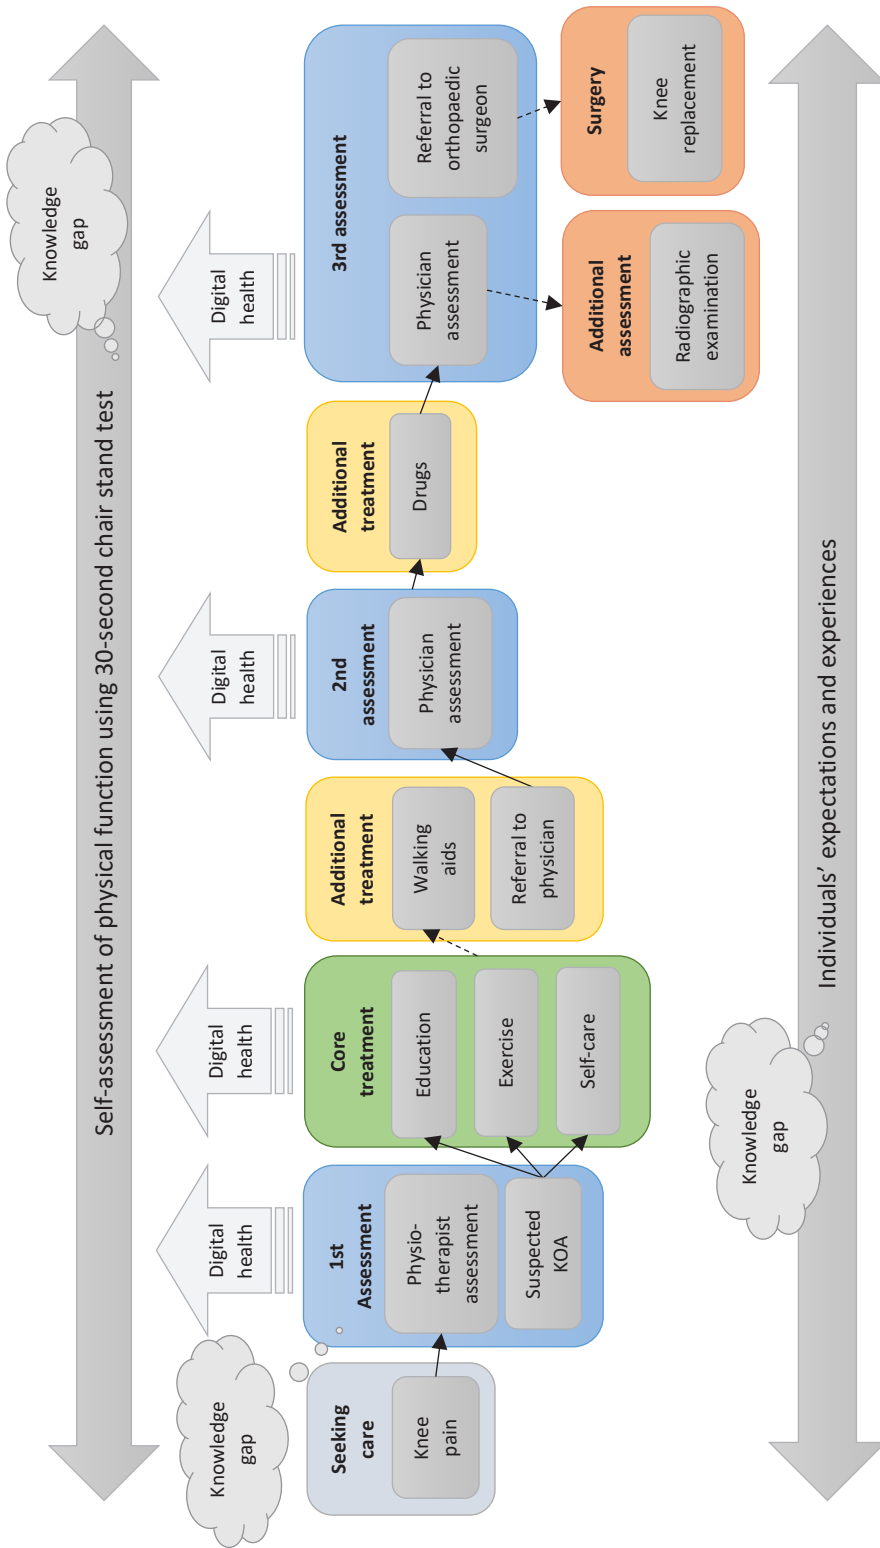 Self-assessment of physical function using 30-second chair stand test
Knowledge
gap
Knowledge
gap
Digital
health
Digital
health
Digital
health
Digital
health
Seeking
care
Knee
pain
1st
Assessment
Physio-
therapist
assessment
Suspected
KOA
Core
treatment
Education
Exercise
Self-care
Additional
treatment
Walking
aids
Referral to
physician
2nd
assessment
Physician
assessment
Additional
treatment
Drugs
3rd assessment
Physician
assessment
Referral to
orthopaedic
surgeon
Additional
assessment
Radiographic
examination
Surgery
Knee
replacement
Knowledge
gap
Individuals’ expectations and experiences